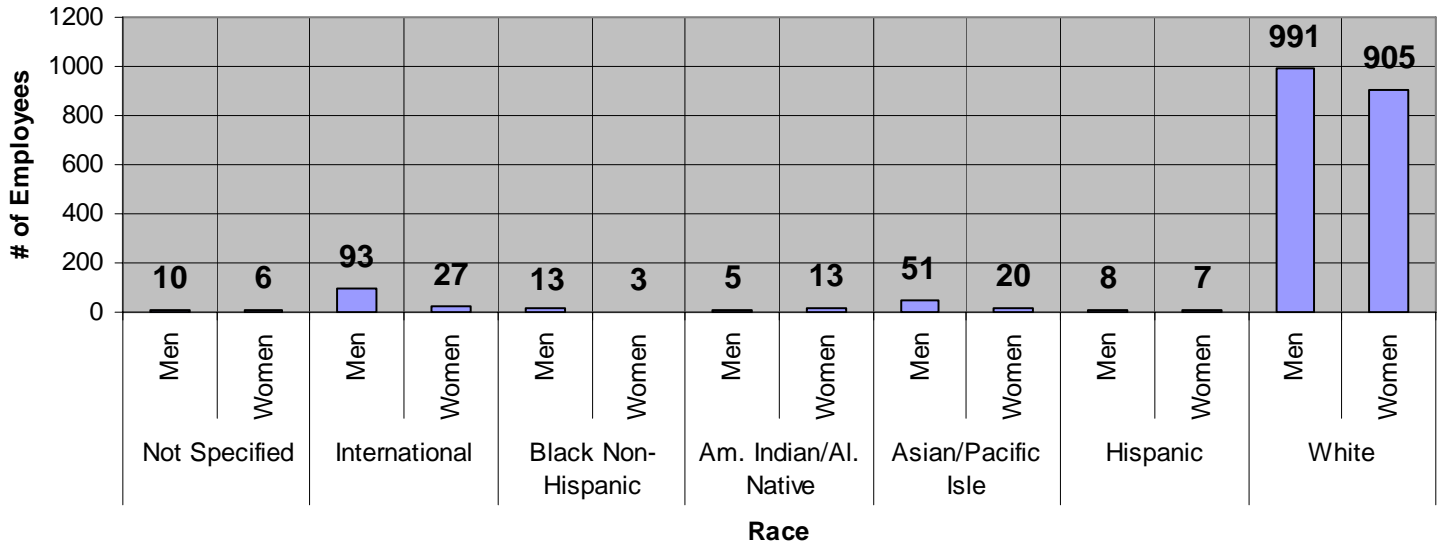 1200
1000
800
600
400
200
0
# of Employees
10
6
93
27
13
3
5
13
51
20
8
7
991
905
Men
Women
Men
Women
Men
Women
Men
Women
Men
Women
Men
Women
Men
Women
Not Specified
International
Black Non-
Hispanic
Am. Indian/Al.
Native
Asian/Pacific
Isle
Hispanic
White
Race